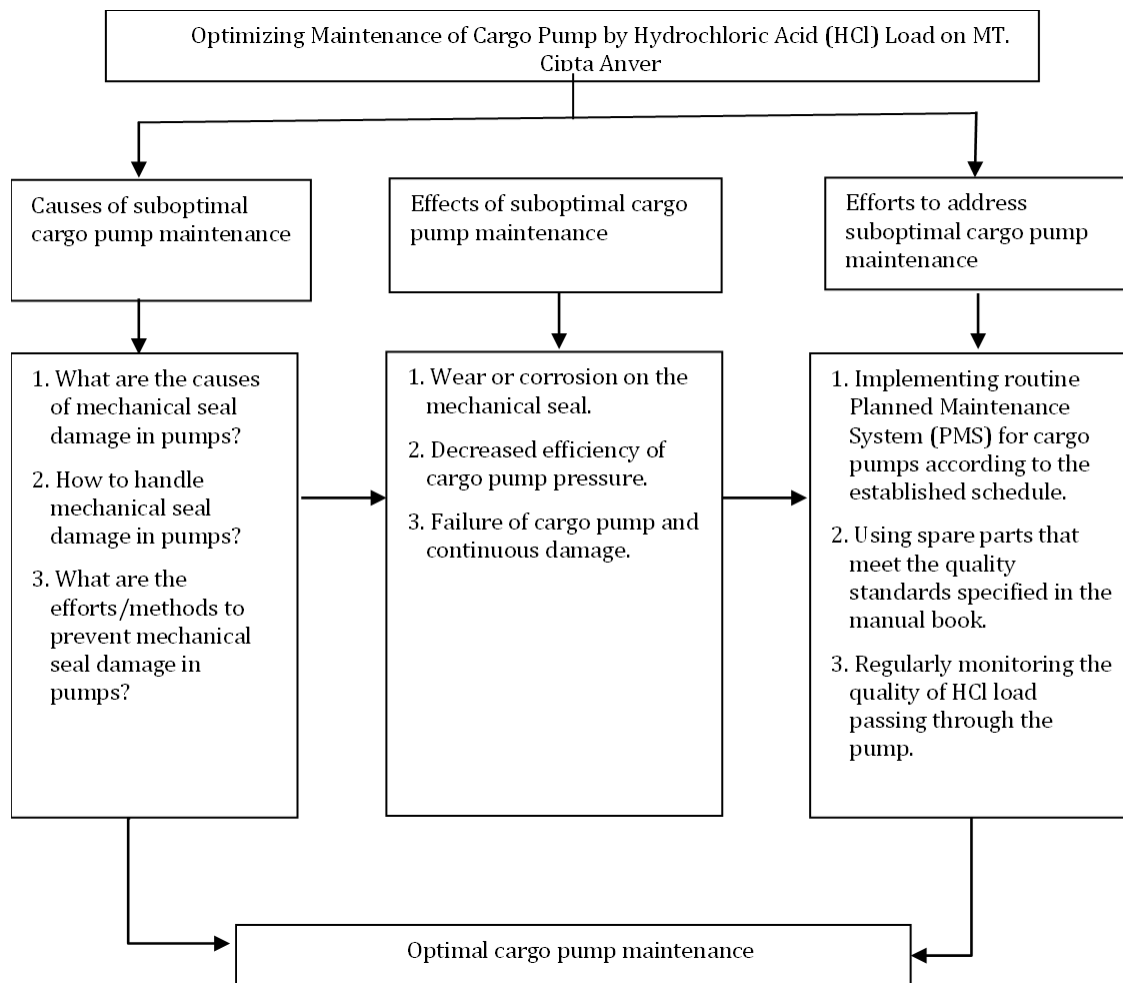 Optimizing Maintenance of Cargo Pump by Hydrochloric Acid (HCl) Load on MT.
Cipta Anyer
Causes of suboptimal
cargo pump maintenance
Effects of suboptimal cargo
pump maintenance
Efforts to address
suboptimal cargo pump
maintenance
1. What are the causes
of mechanical seal
damage in pumps?
2. How to handle
mechanical seal
damage in pumps?
3. What are the
efforts/methods to
prevent mechanical
seal damage in
pumps?
1. Wear or corrosion on the
mechanical seal.
2. Decreased efficiency of
cargo pump pressure.
3. Failure of cargo pump and
continuous damage.
1. Implementing routine
Planned Maintenance
System (PMS) for cargo
pumps according to the
established schedule.
2. Using spare parts that
meet the quality
standards specified in the
manual book.
3. Regularly monitoring the
quality of HCl load
passing through the
pump.
Optimal cargo pump maintenance